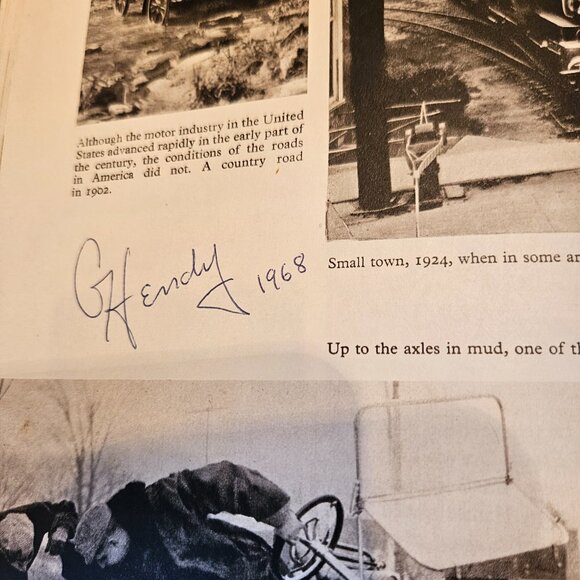 Although the motor industry in the United
States advanced rapidly in the early part of
the century, the conditions of the roads
in America did not. A country road
in 1902.
G Hendy 1968
Small town, 1924, when in some ar
Up to the axles in mud, one of th